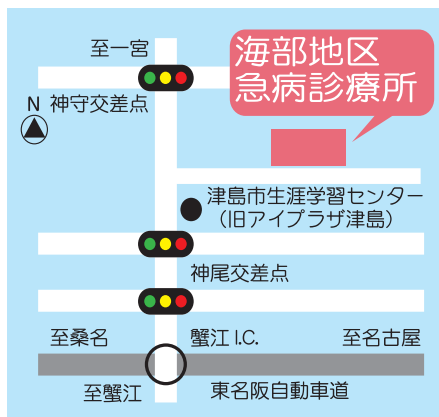 至一宮
海部地区
急病診療所
N 神守交差点
津島市生涯学習センター
（旧アイプラザ津島）
神尾交差点
至桑名
蟹江 I.C.
至名古屋
至蟹江
東名阪自動車道